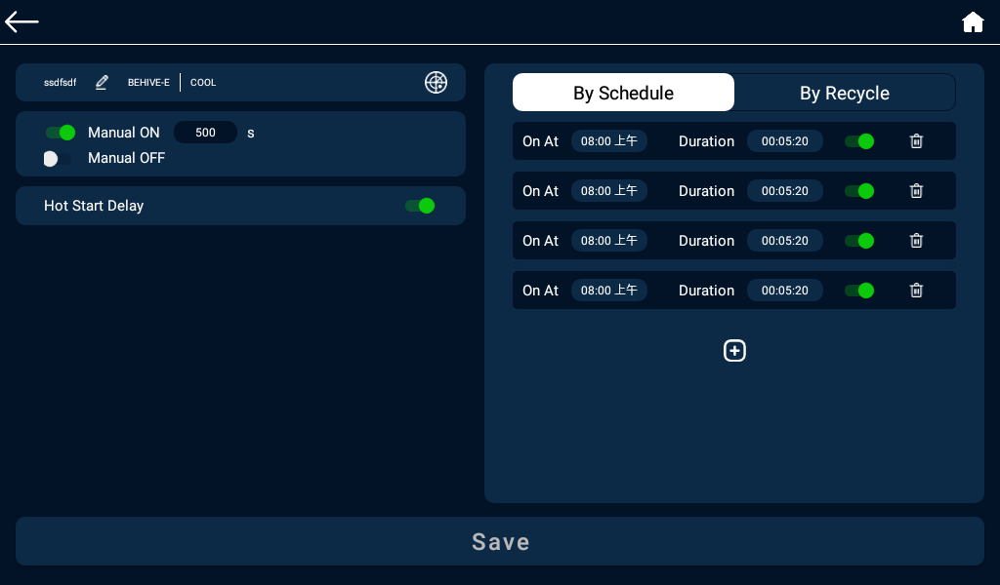 ssdfsdf BEHIVE-E COOL
Manual ON 500 s
Manual OFF
Hot Start Delay
By Schedule By Recycle
On At 08:00 上午 Duration 00:05:20
On At 08:00 上午 Duration 00:05:20
On At 08:00 上午 Duration 00:05:20
On At 08:00 上午 Duration 00:05:20
Save